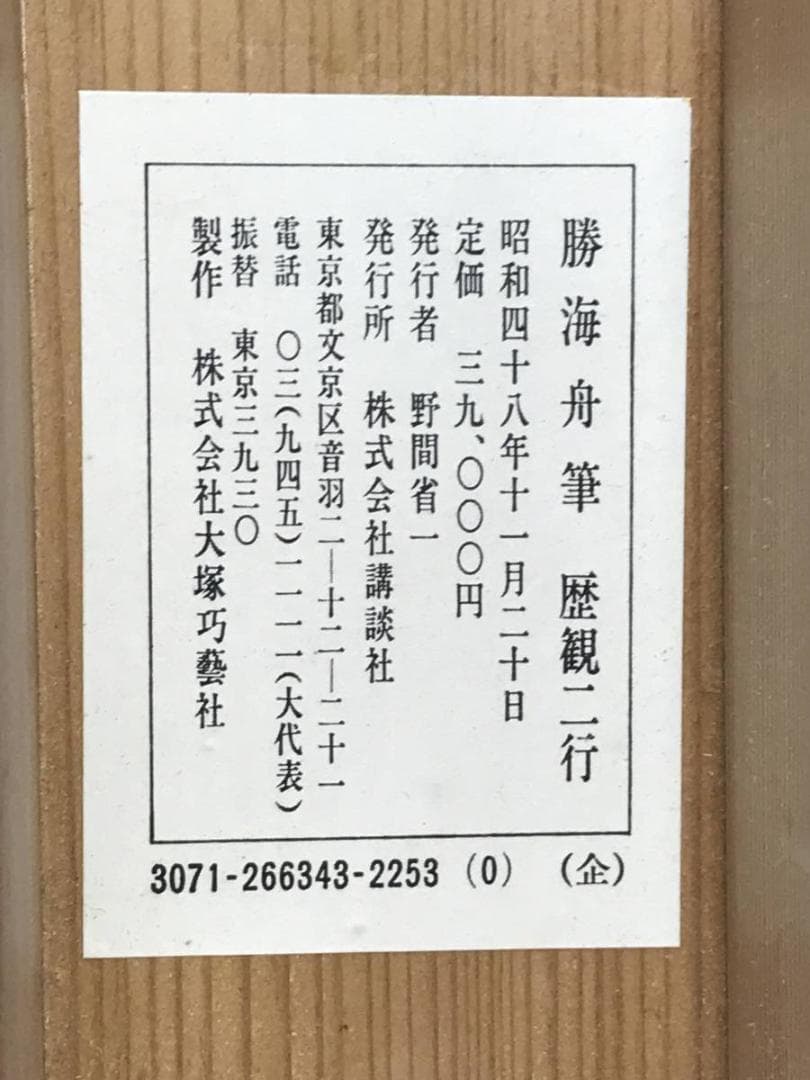 勝海舟筆　歴観二行
昭和四十八年十一月二十日
定価　三九、〇〇〇円
発行者　野間省一
発行所　株式会社講談社
東京都文京区音羽二―十二―二十一
電話　〇三(九四五)一一一一(大代表)
振替　東京三九三〇
製作　株式会社大塚巧藝社
3071-266343-2253 (0) (企)